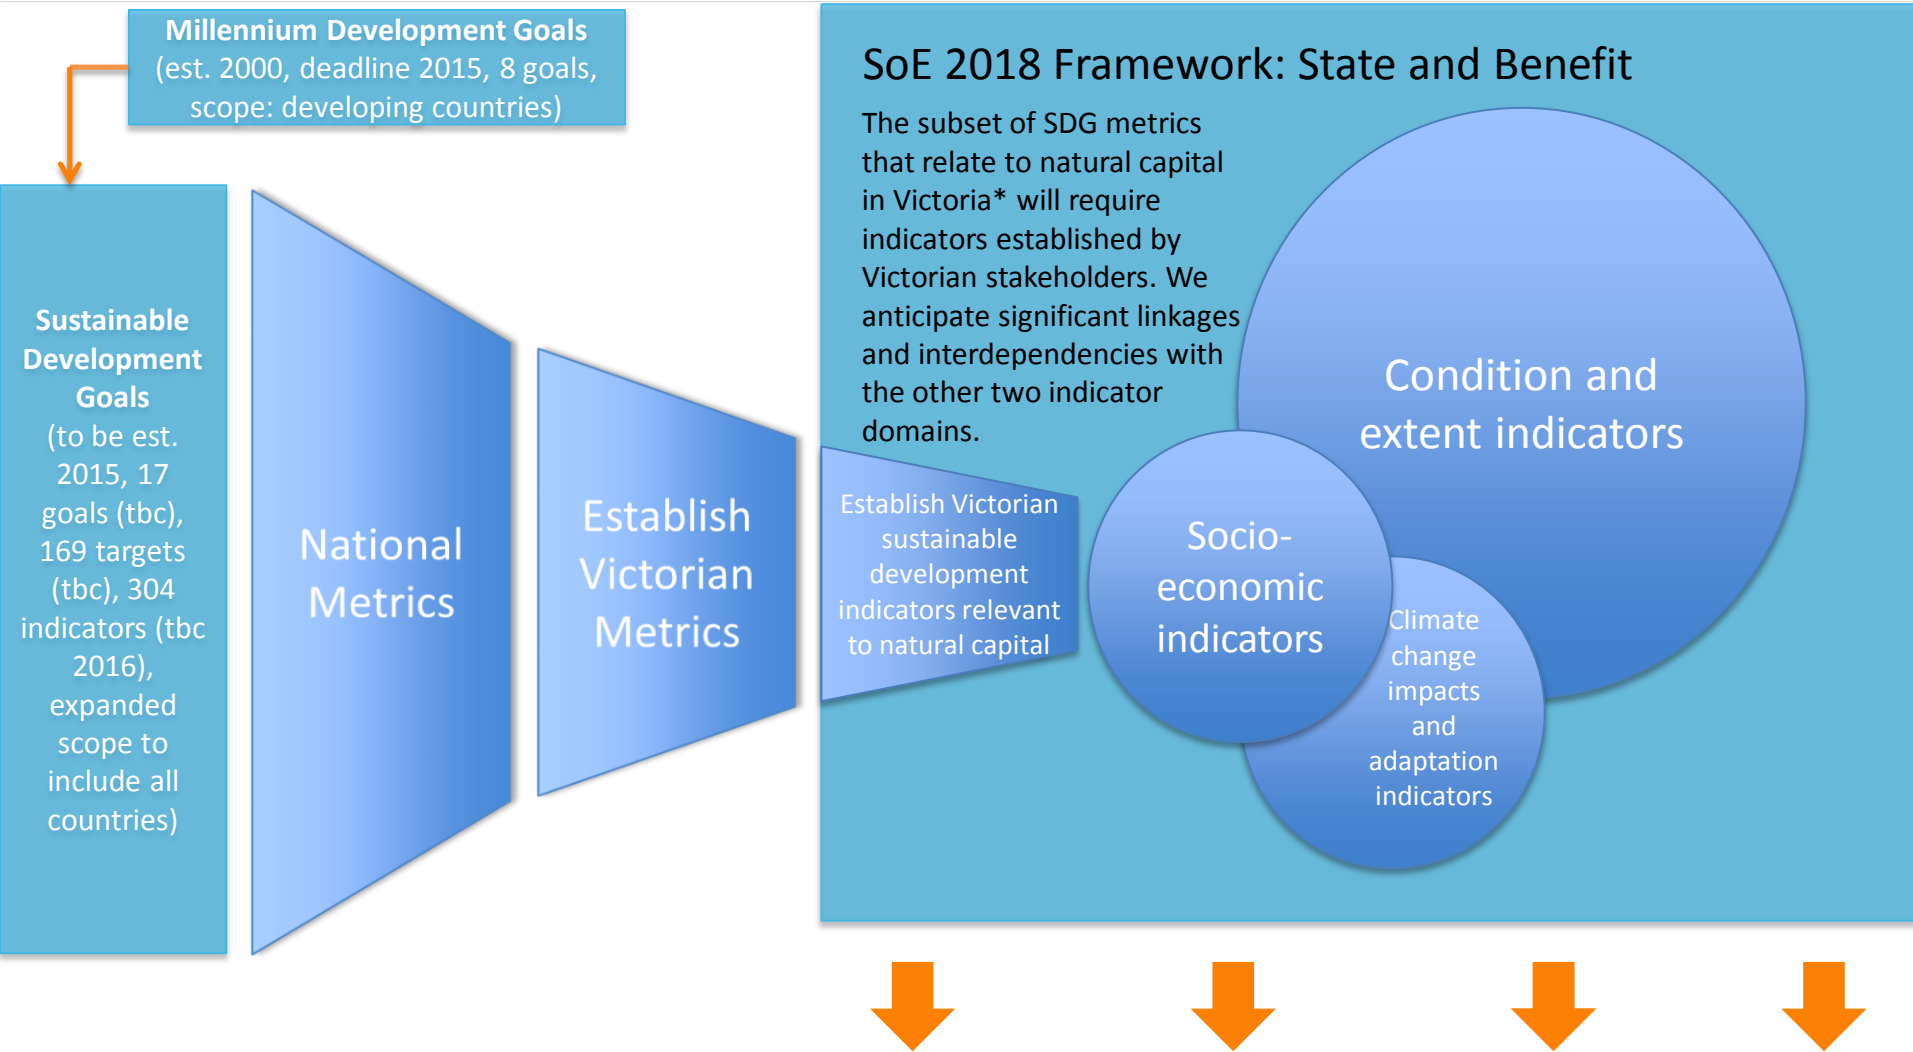 Millennium Development Goals
(est. 2000, deadline 2015, 8 goals,
scope: developing countries)
Sustainable
Development
Goals
(to be est.
2015, 17
goals (tbc),
169 targets
(tbc), 304
indicators (tbc
2016),
expanded
scope to
include all
countries)
National
Metrics
Establish
Victorian
Metrics
SoE 2018 Framework: State and Benefit
The subset of SDG metrics
that relate to natural capital
in Victoria* will require
indicators established by
Victorian stakeholders. We
anticipate significant linkages
and interdependencies with
the other two indicator
domains.
Establish Victorian
sustainable
development
indicators relevant
to natural capital
Socio-
economic
indicators
Condition and
extent indicators
Climate
change
impacts
and
adaptation
indicators